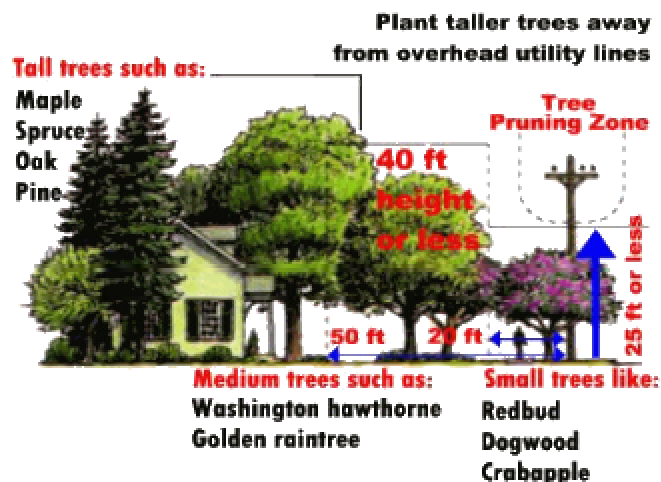 Plant taller trees away
from overhead utility lines
Tall trees such as:
Maple
Spruce
Oak
Pine
Tree
Pruning Zone
40 ft
height
or less
25 ft or less
50 ft
20 ft
Medium trees such as:
Washington hawthorne
Golden raintree
Small trees like:
Redbud
Dogwood
Crabapple